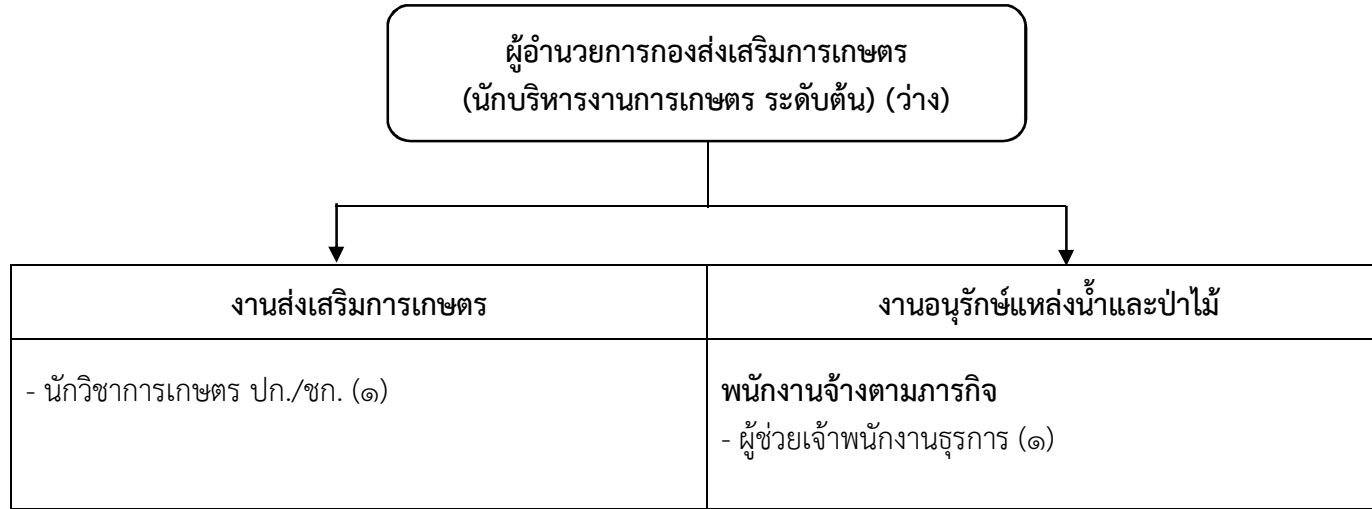 ผู้อำนวยการกองส่งเสริมการเกษตร
(นักบริหารงานการเกษตร ระดับต้น) (ว่าง)
งานส่งเสริมการเกษตร
งานอนุรักษ์แหล่งน้ำและป่าไม้
- นักวิชาการเกษตร ปก./ชก. (๑)
พนักงานจ้างตามภารกิจ
- ผู้ช่วยเจ้าพนักงานธุรการ (๑)